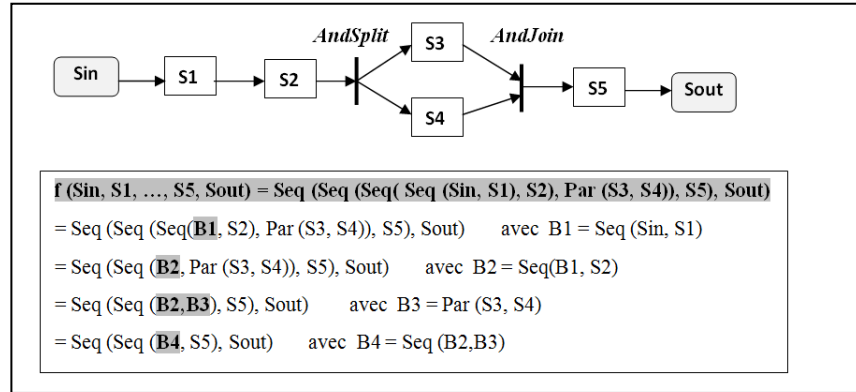 AndSplit
AndJoin
S3
Sin
S1
S2
S4
S5
Sout
f (Sin, S1, …, S5, Sout) = Seq (Seq (Seq( Seq (Sin, S1), S2), Par (S3, S4)), S5), Sout)
= Seq (Seq (Seq(B1, S2), Par (S3, S4)), S5), Sout) avec B1 = Seq (Sin, S1)
= Seq (Seq (B2, Par (S3, S4)), S5), Sout) avec B2 = Seq(B1, S2)
= Seq (Seq (B2,B3), S5), Sout) avec B3 = Par (S3, S4)
= Seq (Seq (B4, S5), Sout) avec B4 = Seq (B2,B3)